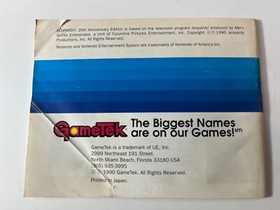 JEOPARDY! 25th Anniversary Edition is based on the television program Jeopardy! produced by Merv
Griffin Enterprises, a Unit of Columbia Pictures Entertainment, Inc. Copyright © 1990 Jeopardy
Productions, Inc. All Rights Reserved.
Nintendo and Nintendo Entertainment System are trademarks of Nintendo of America Inc.
GameTek
The Biggest Names
are on our Games!sm
GameTek is a trademark of IJE, Inc.
2999 Northeast 191 Street
North Miami Beach, Florida 33180 USA
(305) 935-3995
© 1990 GameTek. All Rights Reserved.
Printed in Japan.